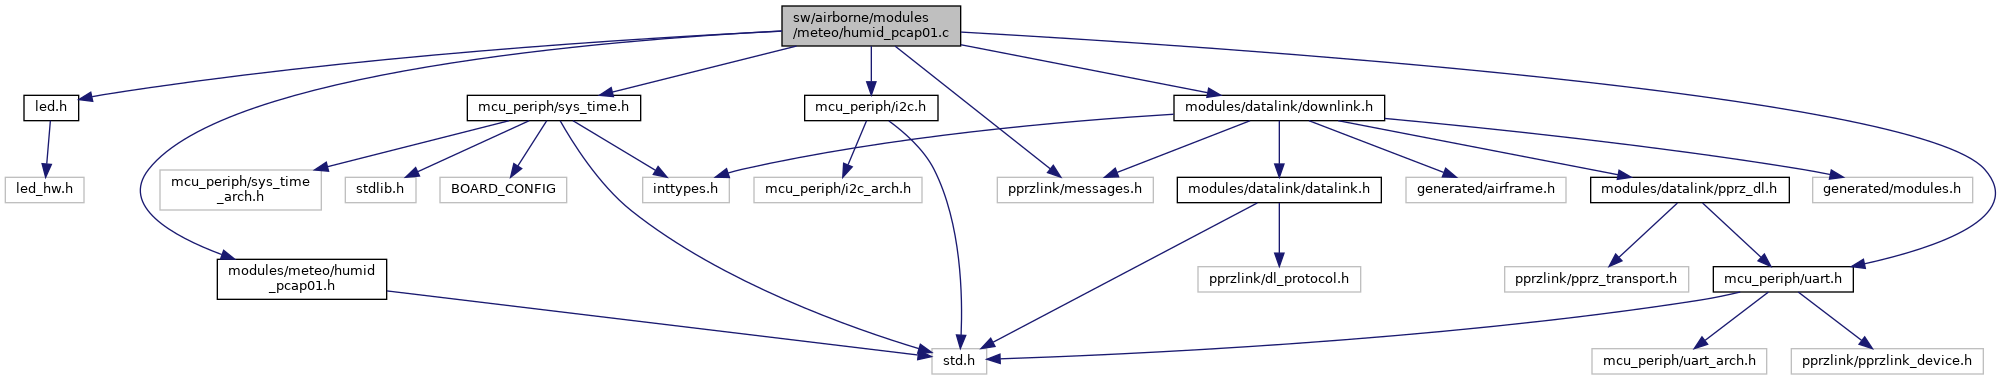 sw/airborne/modules
/meteo/humid_pcap01.c
led.h
mcu_periph/sys_time.h
mcu_periph/i2c.h
modules/datalink/downlink.h
led_hw.h
mcu_periph/sys_time
_arch.h
stdlib.h
BOARD_CONFIG
inttypes.h
mcu_periph/i2c_arch.h
pprzlink/messages.h
modules/datalink/datalink.h
generated/airframe.h
modules/datalink/pprz_dl.h
generated/modules.h
modules/meteo/humid
_pcap01.h
pprzlink/dl_protocol.h
pprzlink/pprz_transport.h
mcu_periph/uart.h
std.h
mcu_periph/uart_arch.h
pprzlink/pprzlink_device.h